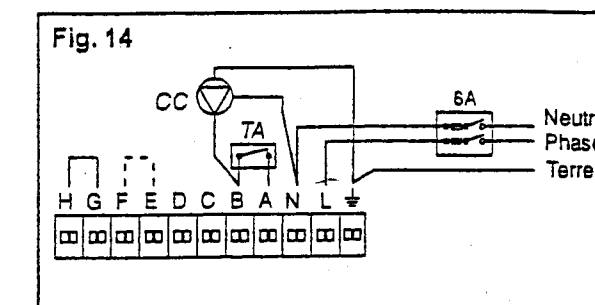 Fig. 14
CC
TA
6A
Neutr
Phase
Terre
H G F E D C B A N L